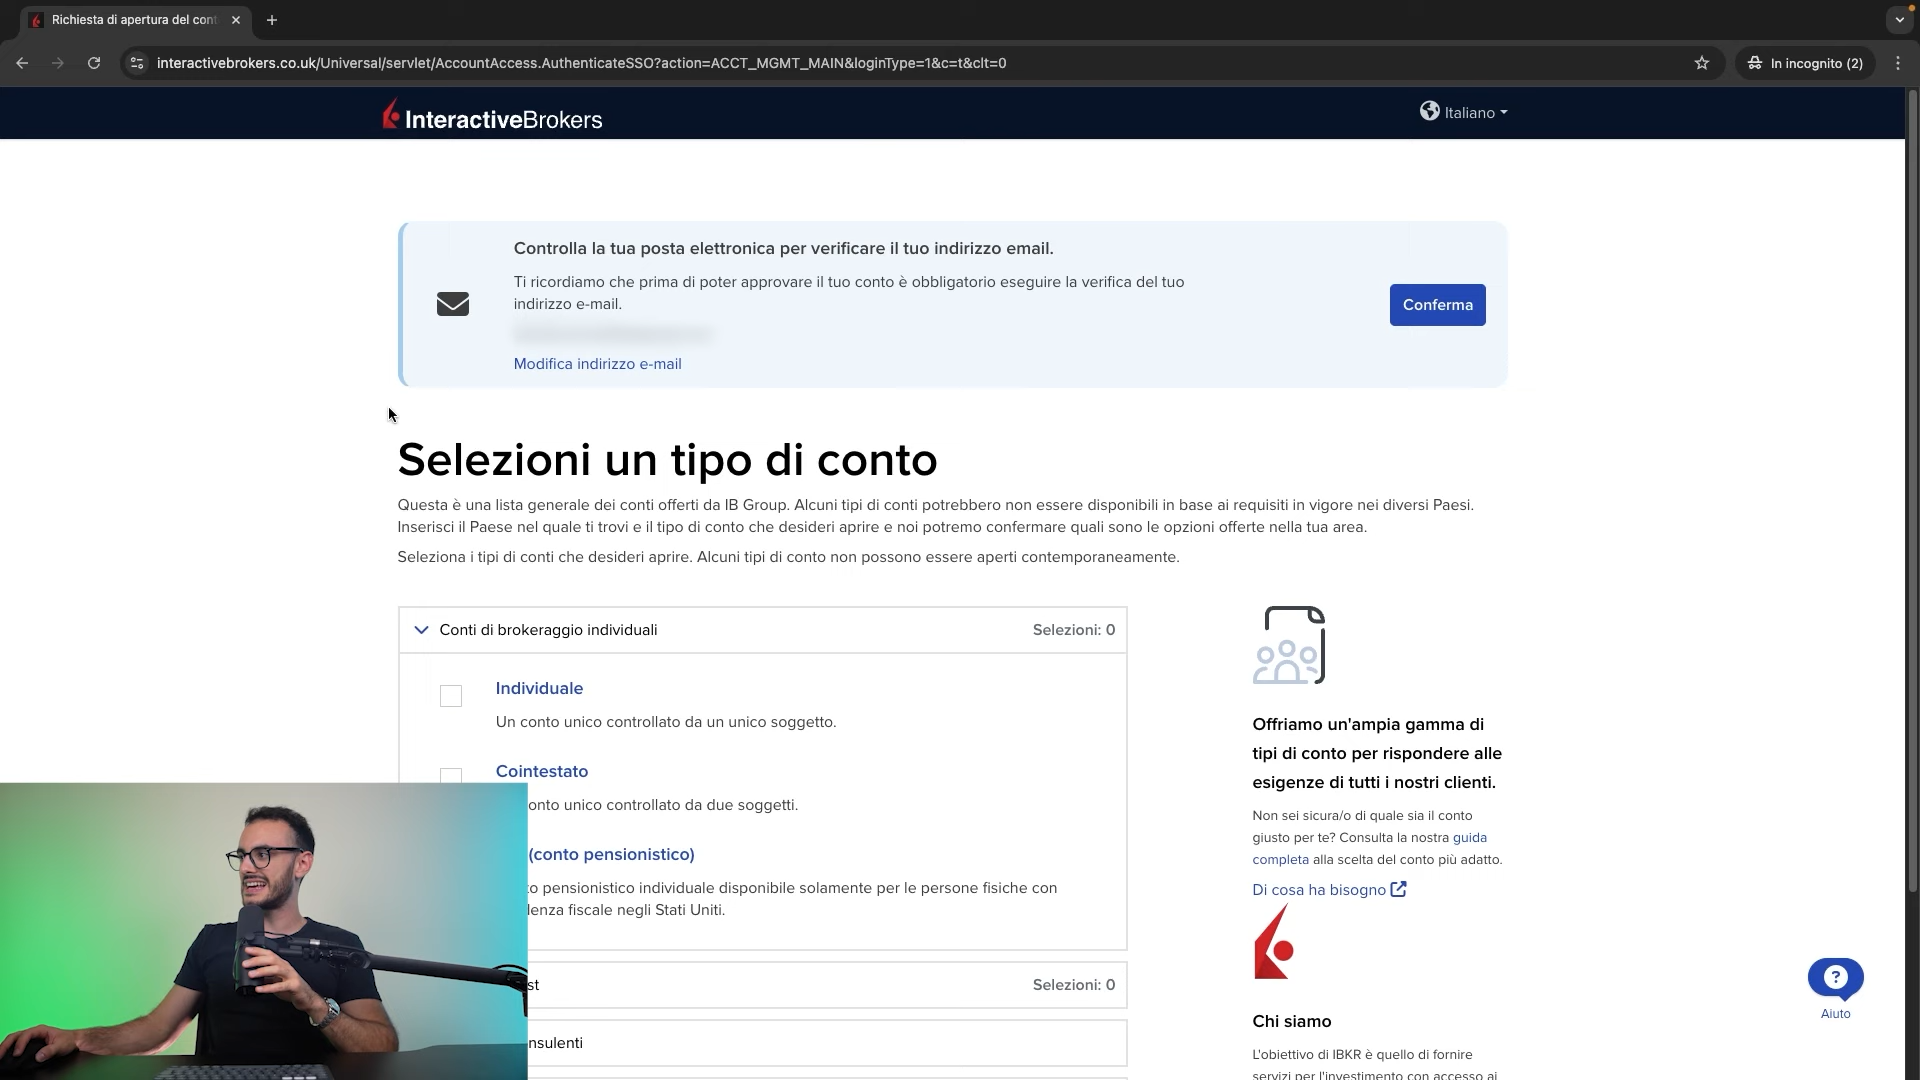 Richiesta di apertura del cont
interactivebrokers.co.uk/Universal/servlet/AccountAccess.AuthenticateSSO?action=ACCT_MGMT_MAIN&loginType=1&c=t&clt=0
In incognito (2)
InteractiveBrokers
Italiano
Controlla la tua posta elettronica per verificare il tuo indirizzo email.
Ti ricordiamo che prima di poter approvare il tuo conto è obbligatorio eseguire la verifica del tuo
indirizzo e-mail.
Modifica indirizzo e-mail
Conferma
Selezioni un tipo di conto
Questa è una lista generale dei conti offerti da IB Group. Alcuni tipi di conti potrebbero non essere disponibili in base ai requisiti in vigore nei diversi Paesi.
Inserisci il Paese nel quale ti trovi e il tipo di conto che desideri aprire e noi potremo confermare quali sono le opzioni offerte nella tua area.
Seleziona i tipi di conti che desideri aprire. Alcuni tipi di conto non possono essere aperti contemporaneamente.
Conti di brokeraggio individuali
Selezioni: 0
Individuale
Un conto unico controllato da un unico soggetto.
Cointestato
onto unico controllato da due soggetti.
(conto pensionistico)
to pensionistico individuale disponibile solamente per le persone fisiche con
denza fiscale negli Stati Uniti.
st
Selezioni: 0
nsulenti
Offriamo un'ampia gamma di
tipi di conto per rispondere alle
esigenze di tutti i nostri clienti.
Non sei sicura/o di quale sia il conto
giusto per te? Consulta la nostra guida
completa alla scelta del conto più adatto.
Di cosa ha bisogno
Chi siamo
L'obiettivo di IBKR è quello di fornire
servizi per l'investimento con accesso ai
?
Aiuto